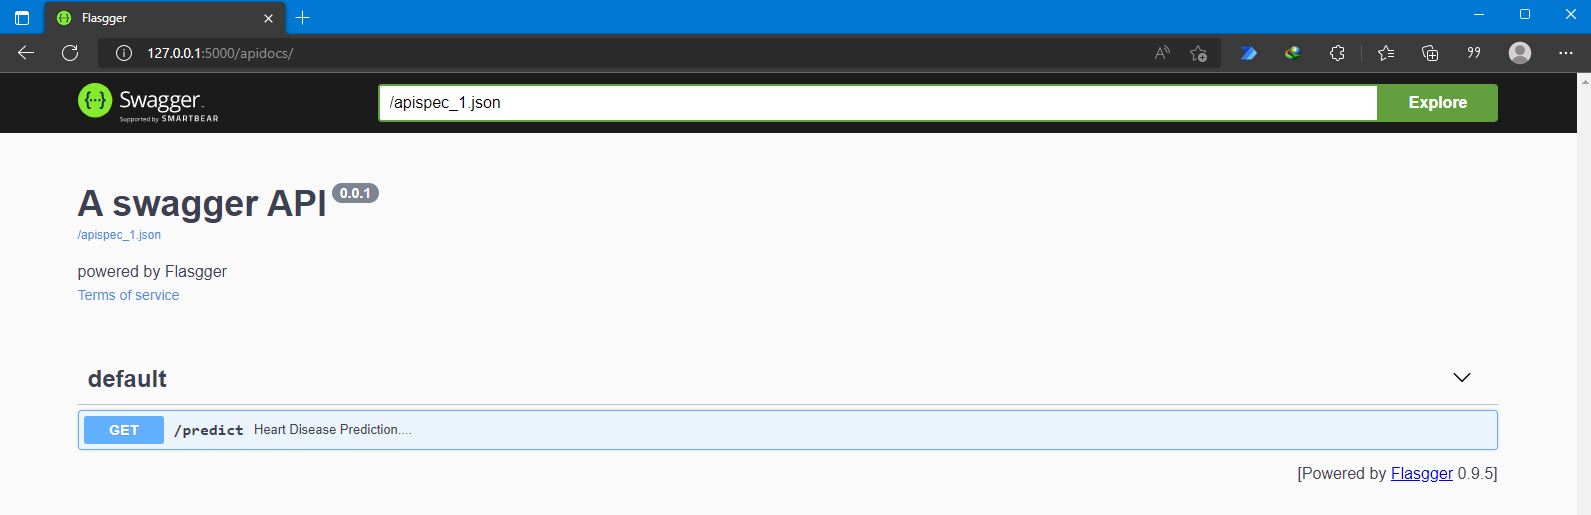 Flasgger
127.0.0.1:5000/apidocs/
Swagger
Supported by SMARTBEAR
/apispec_1.json
Explore
A swagger API 0.0.1
/apispec_1.json
powered by Flasgger
Terms of service
default
GET /predict Heart Disease Prediction....
[Powered by Flasgger 0.9.5]